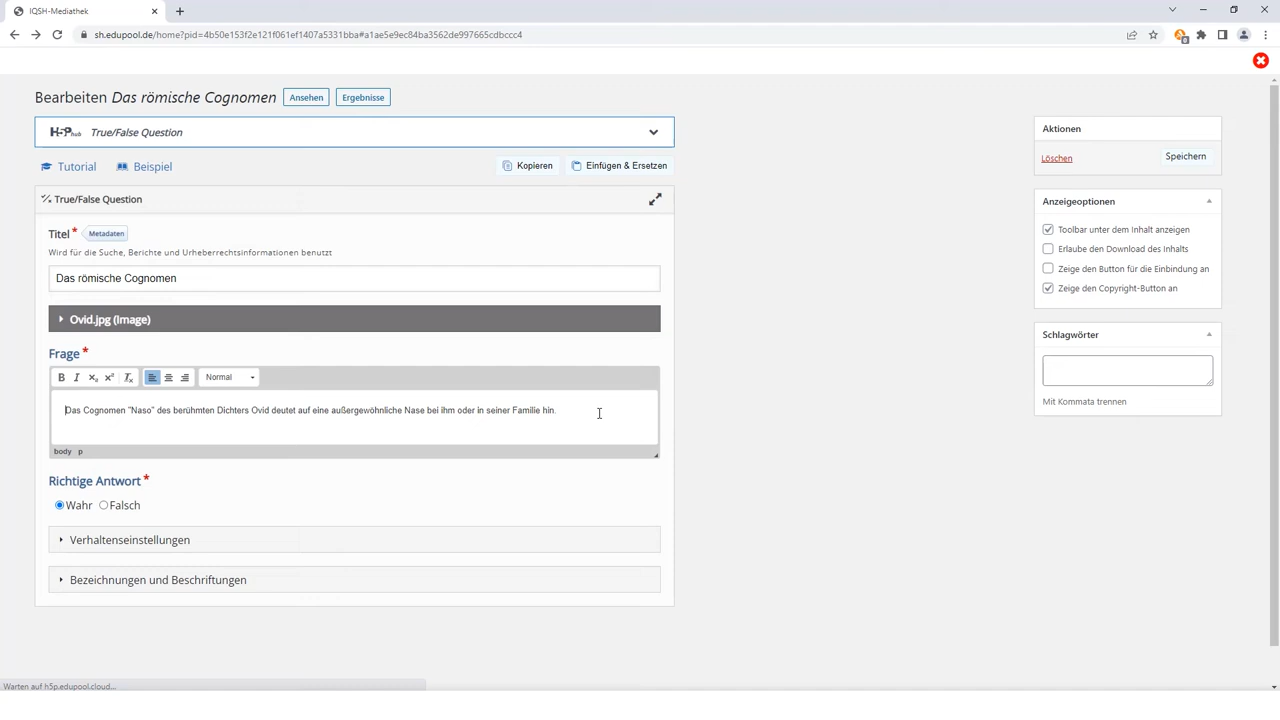 IQSH-Mediathek
sh.edupool.de/home?pid=4b50e153f2e121f061ef1407a5331bba#a1ae5e9ec84ba3562de997665cdbccc4
Bearbeiten Das römische Cognomen
Ansehen
Ergebnisse
H5P hub True/False Question
Tutorial
Beispiel
Kopieren
Einfügen & Ersetzen
True/False Question
Titel*
Metadaten
Wird für die Suche, Berichte und Urheberrechtsinformationen benutzt
Das römische Cognomen
Ovid.jpg (Image)
Frage*
Normal
Das Cognomen "Naso" des berühmten Dichters Ovid deutet auf eine außergewöhnliche Nase bei ihm oder in seiner Familie hin.
body p
Richtige Antwort*
Wahr Falsch
Verhaltenseinstellungen
Bezeichnungen und Beschriftungen
Warten auf h5p.edupool.cloud...
Aktionen
Löschen
Speichern
Anzeigeoptionen
Toolbar unter dem Inhalt anzeigen
Erlaube den Download des Inhalts
Zeige den Button für die Einbindung an
Zeige den Copyright-Button an
Schlagwörter
Mit Kommata trennen